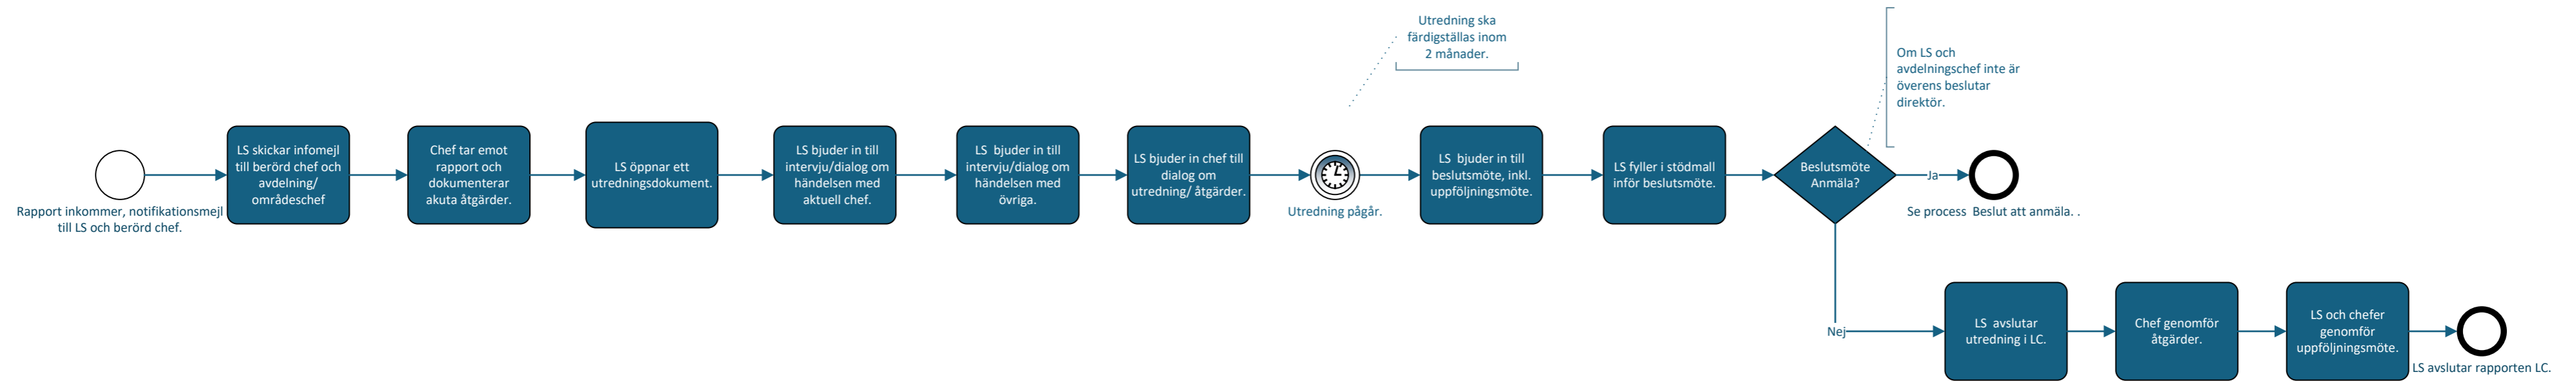 Utredning ska
färdigställas inom
2 månader.
Om LS och
avdelningschef inte är
överens beslutar
direktör.
Rapport inkommer, notifikationsmejl
till LS och berörd chef.
LS skickar infomejl
till berörd chef och
avdelning/
områdeschef
Chef tar emot
rapport och
dokumenterar
akuta åtgärder.
LS öppnar ett
utredningsdokument.
LS bjuder in till
intervju/dialog om
händelsen med
aktuell chef.
LS bjuder in till
intervju/dialog om
händelsen med
övriga.
LS bjuder in chef till
dialog om
utredning/ åtgärder.
Utredning pågår.
LS bjuder in till
beslutsmöte, inkl.
uppföljningsmöte.
LS fyller i stödmall
inför beslutsmöte.
Beslutsmöte
Anmäla?
Ja
Se process Beslut att anmäla. .
Nej
LS avslutar
utredning i LC.
Chef genomför
åtgärder.
LS och chefer
genomför
uppföljningsmöte.
LS avslutar rapporten LC.